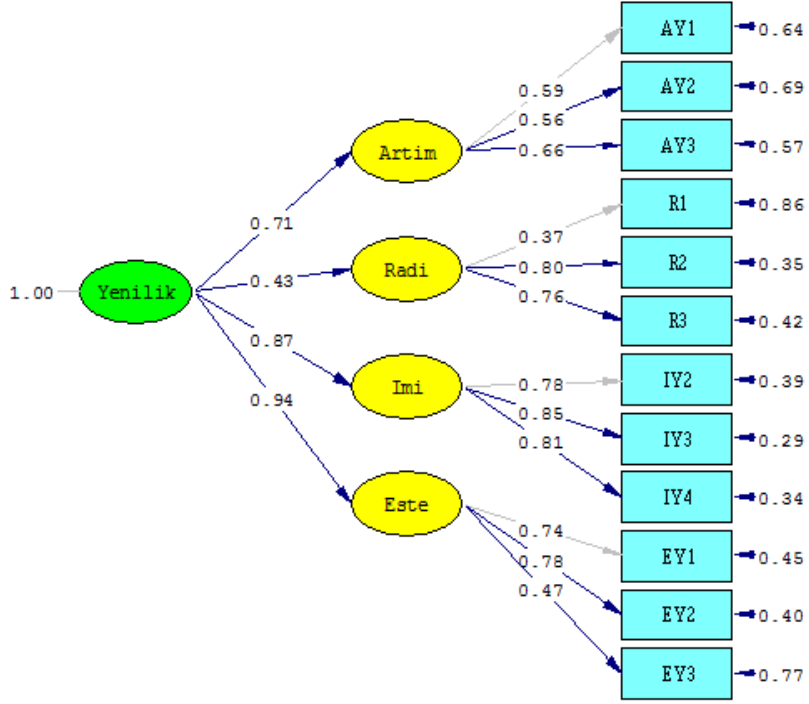 AY1
0.64
0.59
AY2
0.69
0.56
AY3
0.57
0.66
Artim
0.71
R1
0.86
0.37
R2
0.35
0.80
Radi
0.43
R3
0.42
0.76
1.00
Yenilik
0.87
IY2
0.39
0.78
Imi
0.85
IY3
0.29
0.81
0.94
IY4
0.34
Este
0.74
EY1
0.45
0.78
EY2
0.40
0.47
EY3
0.77